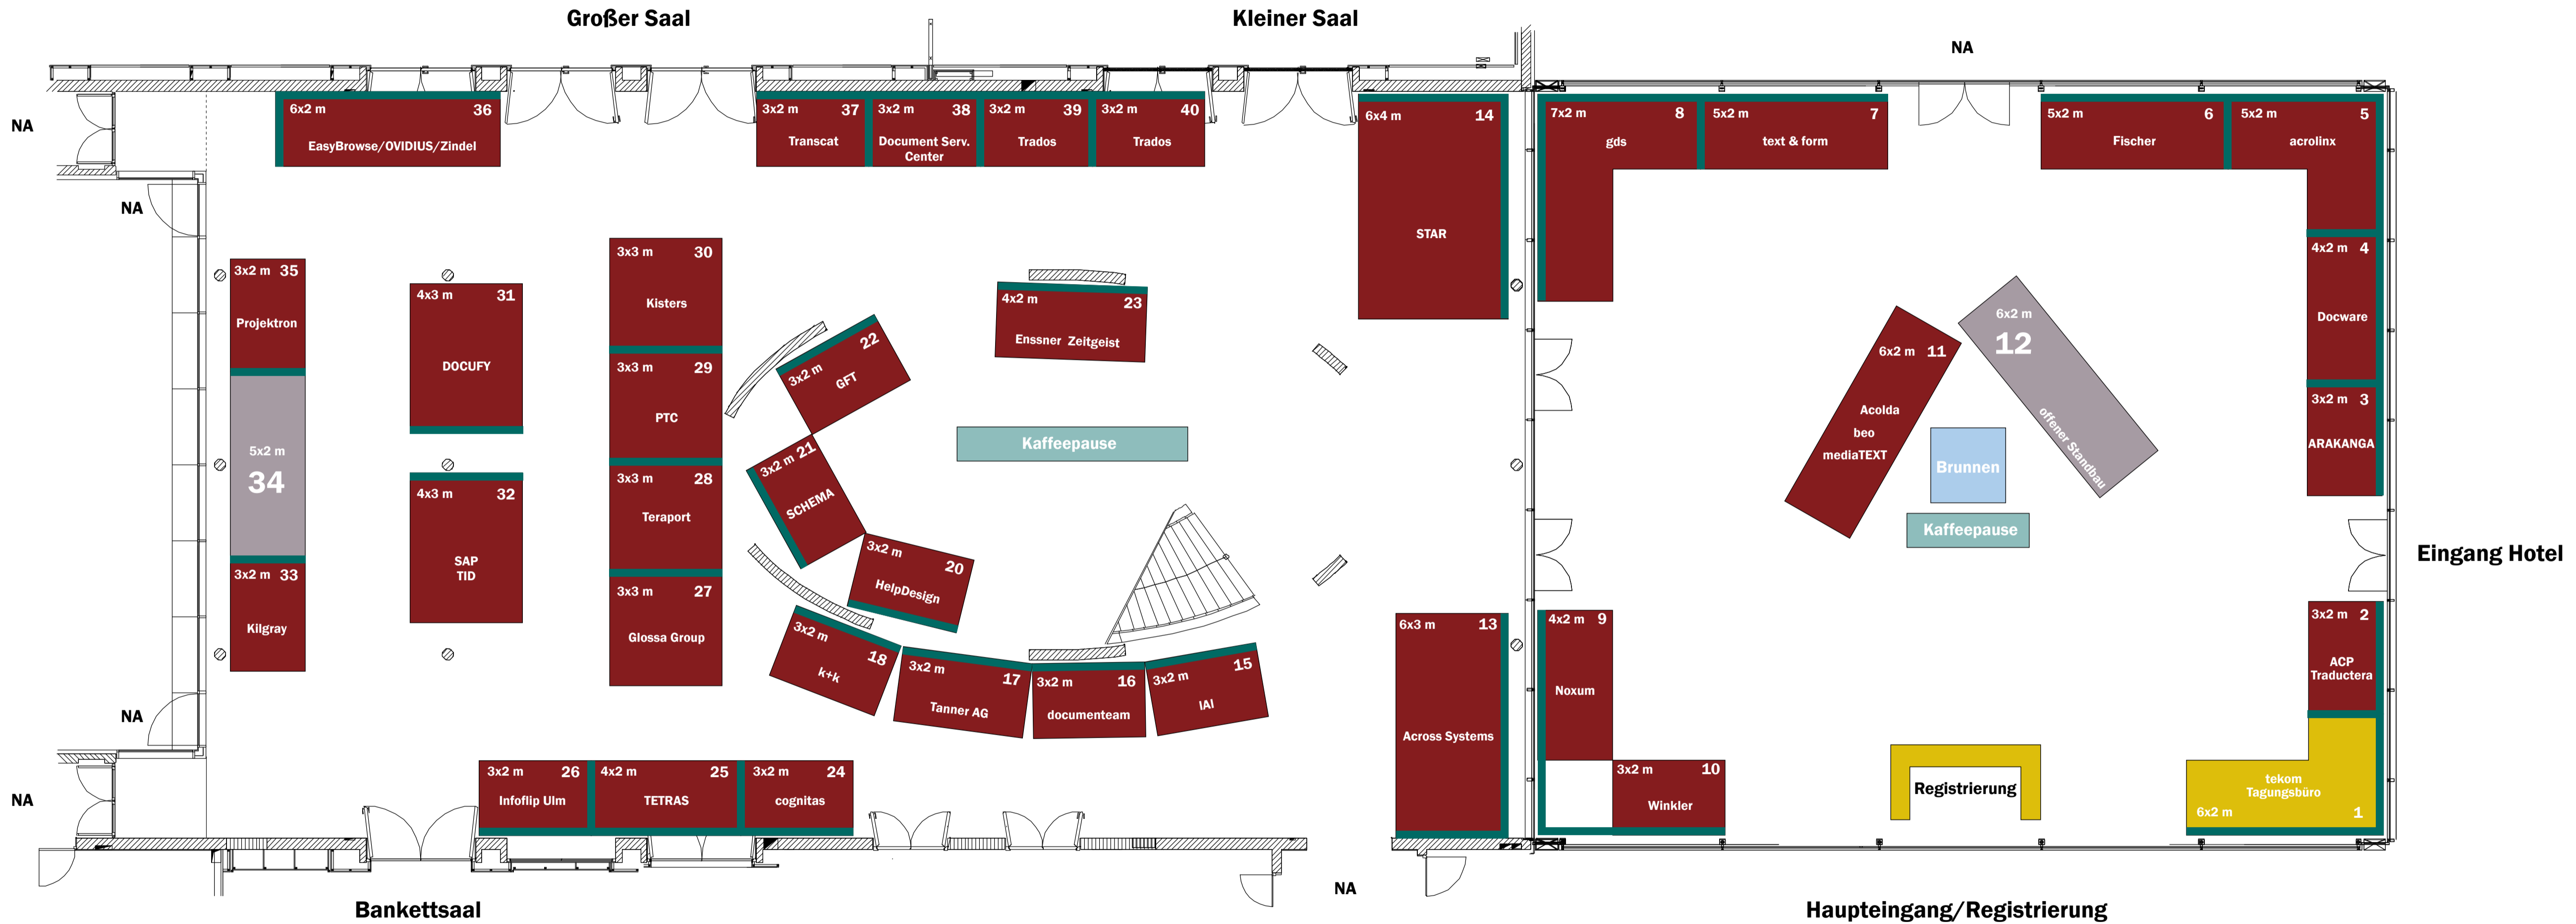 Großer Saal
Kleiner Saal
NA
NA
NA
6x2 m 36
EasyBrowse/OVIDIUS/Zindel
3x2 m 37
Transcat
3x2 m 38
Document Serv.
Center
3x2 m 39
Trados
3x2 m 40
Trados
6x4 m 14
STAR
7x2 m 8
gds
5x2 m 7
text & form
5x2 m 6
Fischer
5x2 m 5
acrolinx
4x2 m 4
Docware
3x2 m 3
ARAKANGA
3x2 m 35
Projektron
5x2 m
34
3x2 m 33
Kilgray
4x3 m 31
DOCUFY
4x3 m 32
SAP
TID
3x3 m 30
Kisters
3x3 m 29
PTC
3x3 m 28
Teraport
3x3 m 27
Glossa Group
3x2 m 22
GFT
3x2 m 21
SCHEMA
3x2 m 20
HelpDesign
4x2 m 23
Enssner Zeitgeist
Kaffeepause
3x2 m 18
k+k
3x2 m 17
Tanner AG
3x2 m 16
documenteam
3x2 m 15
IAI
6x3 m 13
Across Systems
6x2 m 11
Acolda
beo
mediaTEXT
6x2 m
12
offener Standbau
Brunnen
Kaffeepause
Eingang Hotel
4x2 m 9
Noxum
3x2 m 10
Winkler
Registrierung
3x2 m 2
ACP
Traductera
tekom
Tagungsbüro
6x2 m 1
3x2 m 26
Infoflip Ulm
4x2 m 25
TETRAS
3x2 m 24
cognitas
NA
NA
NA
Bankettsaal
Haupteingang/Registrierung